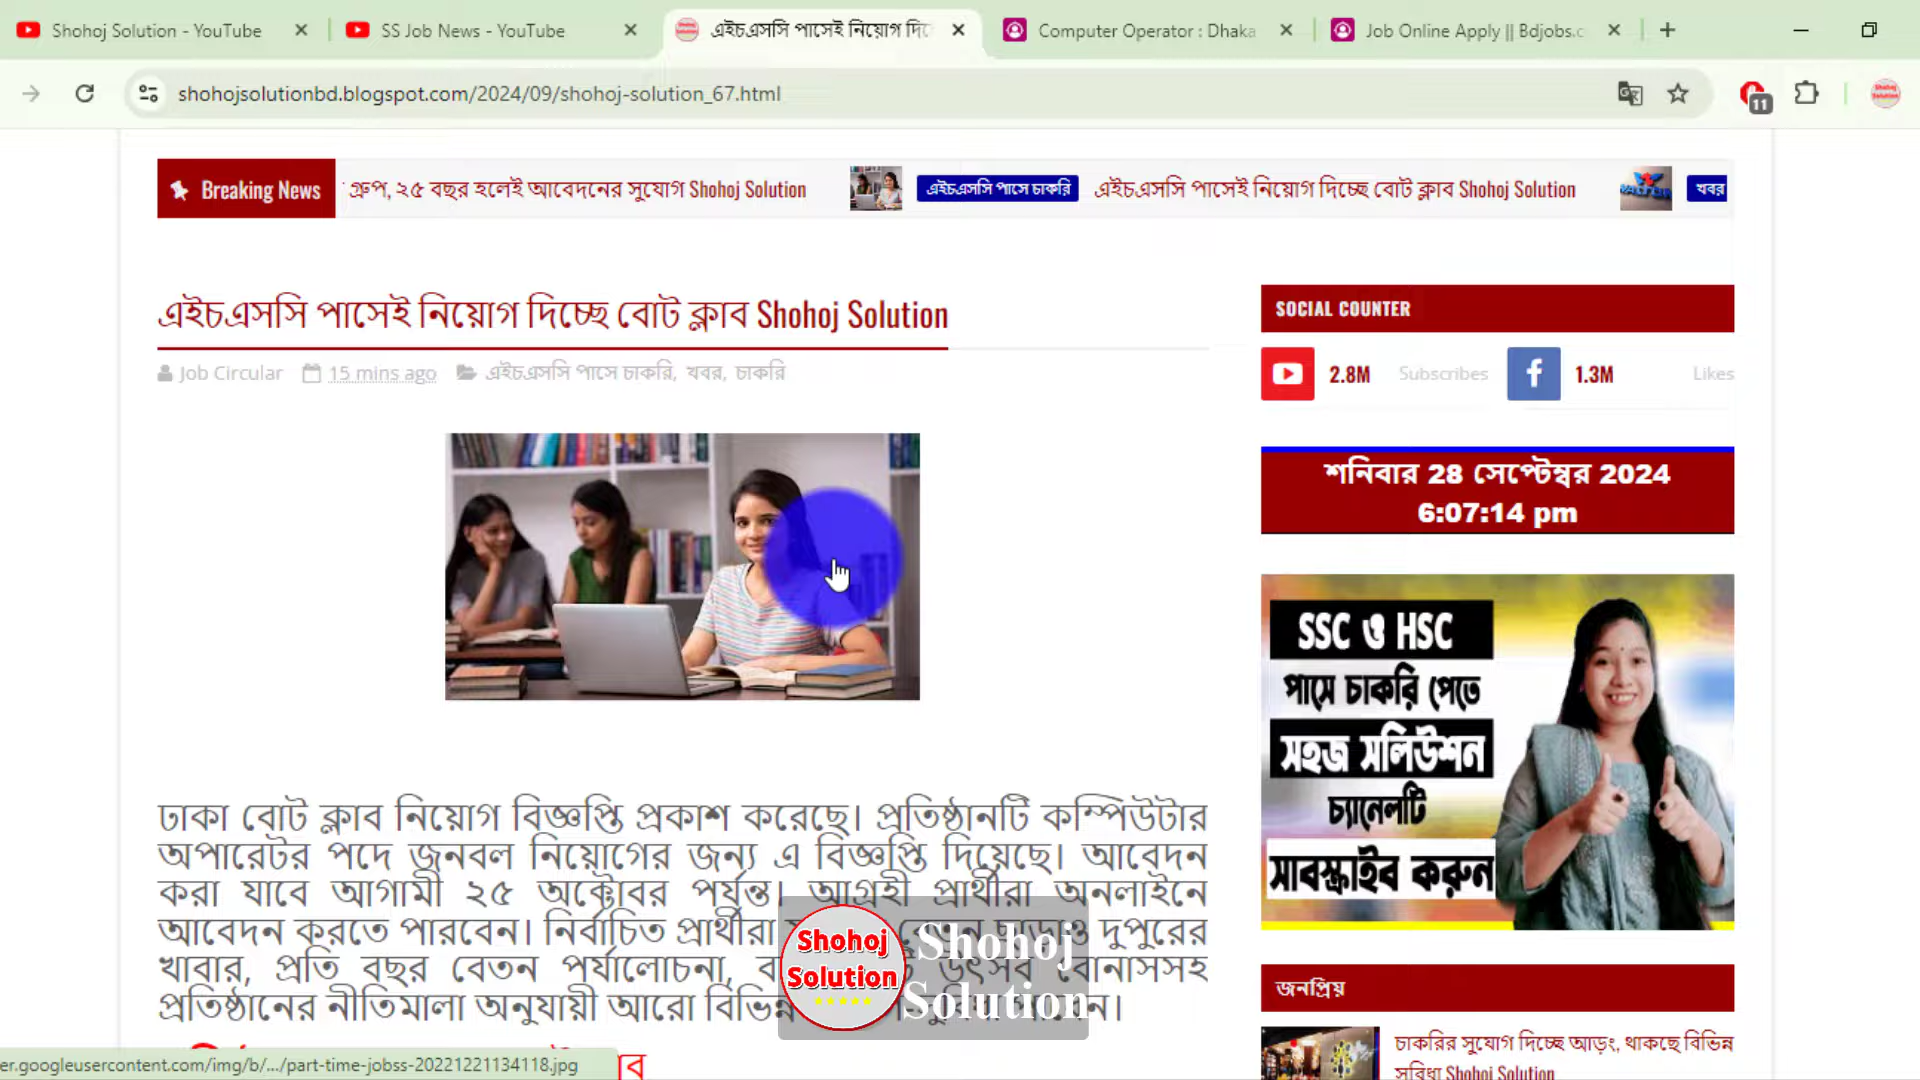 Shohoj Solution - YouTube
SS Job News - YouTube
এইচএসসি পাসেই নিয়োগ দি
Computer Operator : Dhaka
Job Online Apply || Bdjobs.c
shohojsolutionbd.blogspot.com/2024/09/shohoj-solution_67.html
11
Breaking News
গ্রুপ, ২৫ বছর হলেই আবেদনের সুযোগ Shohoj Solution
এইচএসসি পাসে চাকরি
এইচএসসি পাসেই নিয়োগ দিচ্ছে বোট ক্লাব Shohoj Solution
খবর
এইচএসসি পাসেই নিয়োগ দিচ্ছে বোট ক্লাব Shohoj Solution
Job Circular 15 mins ago এইচএসসি পাসে চাকরি, খবর, চাকরি
ঢাকা বোট ক্লাব নিয়োগ বিজ্ঞপ্তি প্রকাশ করেছে। প্রতিষ্ঠানটি কম্পিউটার
অপারেটর পদে জনবল নিয়োগের জন্য এ বিজ্ঞপ্তি দিয়েছে। আবেদন
করা যাবে আগামী ২৫ অক্টোবর পর্যন্ত। আগ্রহী প্রার্থীরা অনলাইনে
আবেদন করতে পারবেন। নির্বাচিত প্রার্থীরা ছাড়াও দুপুরের
খাবার, প্রতি বছর বেতন পর্যালোচনা, উৎসব বোনাসসহ
প্রতিষ্ঠানের নীতিমালা অনুযায়ী আরো বিভিন্ন
Shohoj
Solution
Shohoj
Solution
er.googleusercontent.com/img/b/.../part-time-jobss-20221221134118.jpg
SOCIAL COUNTER
2.8M Subscribes
1.3M Likes
শনিবার 28 সেপ্টেম্বর 2024
6:07:14 pm
SSC ও HSC
পাসে চাকরি পেতে
সহজ সলিউশন
চ্যানেলটি
সাবস্ক্রাইব করুন
জনপ্রিয়
চাকরির সুযোগ দিচ্ছে আড়ং, থাকছে বিভিন্ন
সুবিধা Shohoj Solution